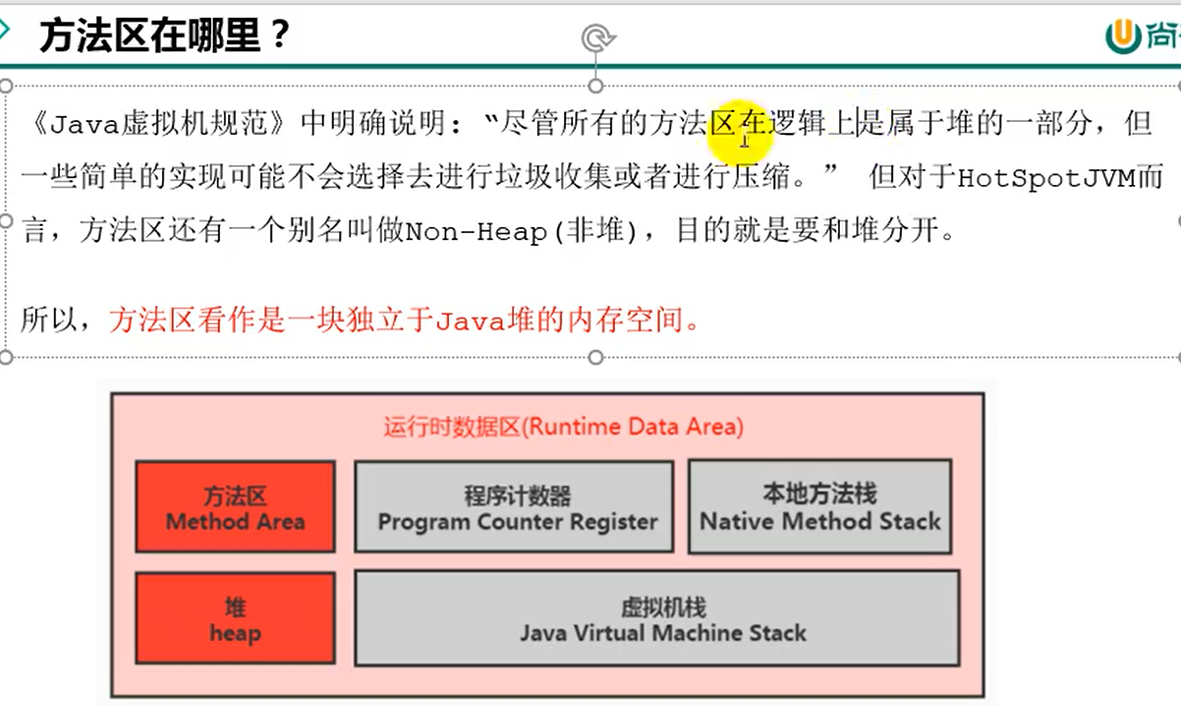 方法区在哪里？
尚
《Java虚拟机规范》中明确说明：“尽管所有的方法区在逻辑上是属于堆的一部分，但
一些简单的实现可能不会选择去进行垃圾收集或者进行压缩。” 但对于HotSpotJVM而
言，方法区还有一个别名叫做Non-Heap(非堆)，目的就是要和堆分开。
所以，方法区看作是一块独立于Java堆的内存空间。
运行时数据区(Runtime Data Area)
方法区
Method Area
程序计数器
Program Counter Register
本地方法栈
Native Method Stack
堆
heap
虚拟机栈
Java Virtual Machine Stack